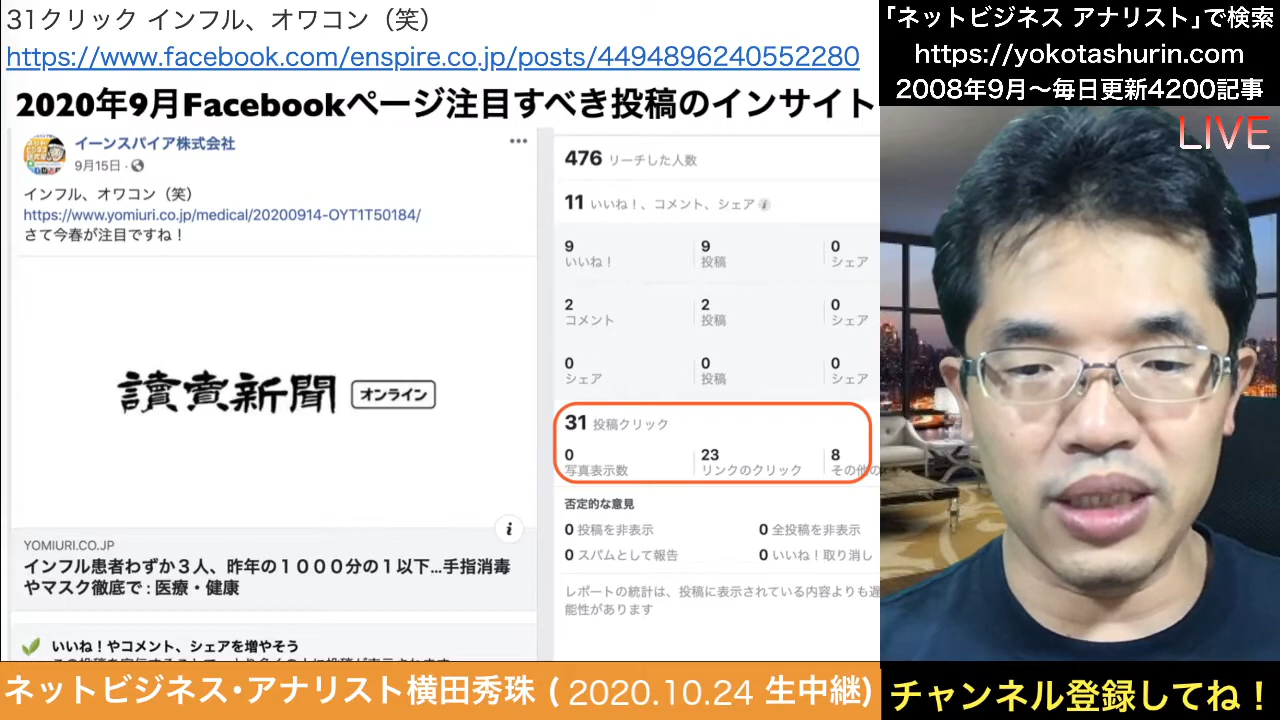 31クリック インフル、オワコン（笑）
https://www.facebook.com/enspire.co.jp/posts/4494896240552280
2020年9月Facebookページ注目すべき投稿のインサイト
イーンスパイア株式会社
9月15日
インフル、オワコン（笑）
https://www.yomiuri.co.jp/medical/20200914-OYT1T50184/
さて今春が注目ですね！
讀賣新聞 オンライン
YOMIURI.CO.JP
インフル患者わずか３人、昨年の１０００分の１以下…手指消毒
やマスク徹底で : 医療・健康
いいね！やコメント、シェアを増やそう
476 リーチした人数
11 いいね！、コメント、シェア
9 9 0
いいね！ 投稿 シェア
2 2 0
コメント 投稿 シェア
0 0 0
シェア 投稿 シェア
31 投稿クリック
0 23 8
写真表示数 リンクのクリック その他の
否定的な意見
0 投稿を非表示 0 全投稿を非表示
0 スパムとして報告 0 いいね！取り消し
レポートの統計は、投稿に表示されている内容よりも遅
能性があります
「ネットビジネス アナリスト」で検索
https://yokotashurin.com
2008年9月〜毎日更新4200記事
LIVE
ネットビジネス・アナリスト横田秀珠 ( 2020.10.24 生中継)
チャンネル登録してね！